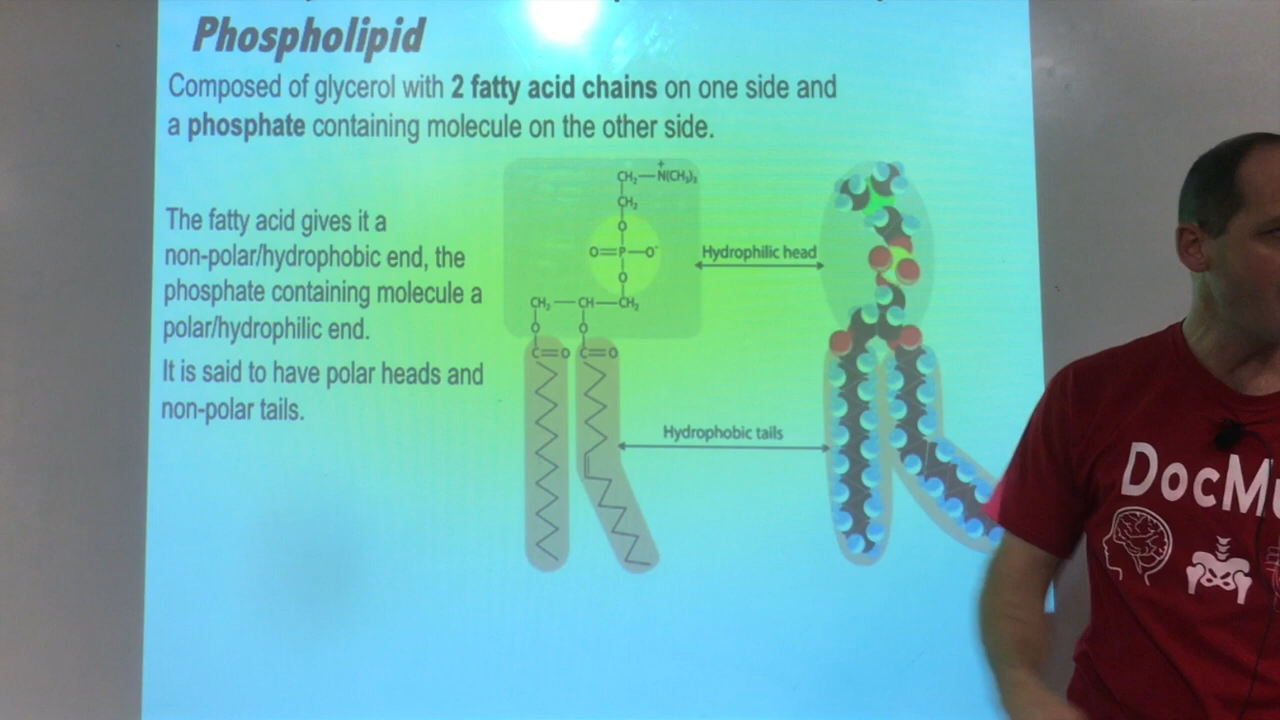 Phospholipid
Composed of glycerol with 2 fatty acid chains on one side and
a phosphate containing molecule on the other side.
The fatty acid gives it a
non-polar/hydrophobic end, the
phosphate containing molecule a
polar/hydrophilic end.
It is said to have polar heads and
non-polar tails.
CH₂—N⁺(CH₃)₃
CH₂
O
O=P—O⁻
O
CH₂—CH—CH₂
O O
C=O C=O
Hydrophilic head
Hydrophobic tails